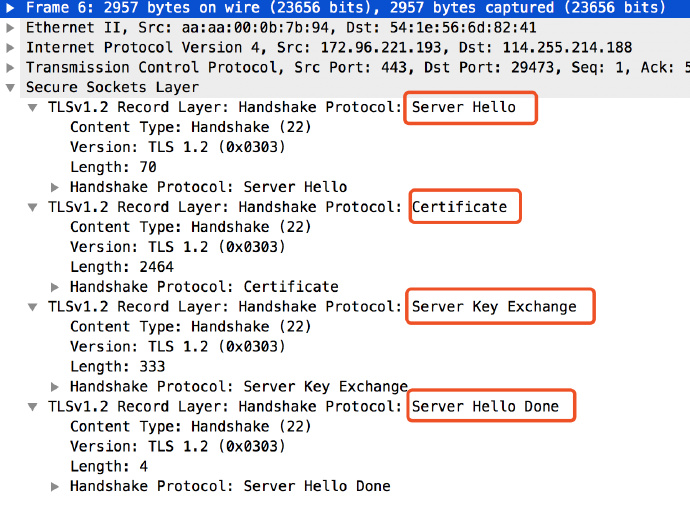 Frame 6: 2957 bytes on wire (23656 bits), 2957 bytes captured (23656 bits)
Ethernet II, Src: aa:aa:00:0b:7b:94, Dst: 54:1e:56:6d:82:41
Internet Protocol Version 4, Src: 172.96.221.193, Dst: 114.255.214.188
Transmission Control Protocol, Src Port: 443, Dst Port: 29473, Seq: 1, Ack: 5
Secure Sockets Layer
TLSv1.2 Record Layer: Handshake Protocol: Server Hello
Content Type: Handshake (22)
Version: TLS 1.2 (0x0303)
Length: 70
Handshake Protocol: Server Hello
TLSv1.2 Record Layer: Handshake Protocol: Certificate
Content Type: Handshake (22)
Version: TLS 1.2 (0x0303)
Length: 2464
Handshake Protocol: Certificate
TLSv1.2 Record Layer: Handshake Protocol: Server Key Exchange
Content Type: Handshake (22)
Version: TLS 1.2 (0x0303)
Length: 333
Handshake Protocol: Server Key Exchange
TLSv1.2 Record Layer: Handshake Protocol: Server Hello Done
Content Type: Handshake (22)
Version: TLS 1.2 (0x0303)
Length: 4
Handshake Protocol: Server Hello Done